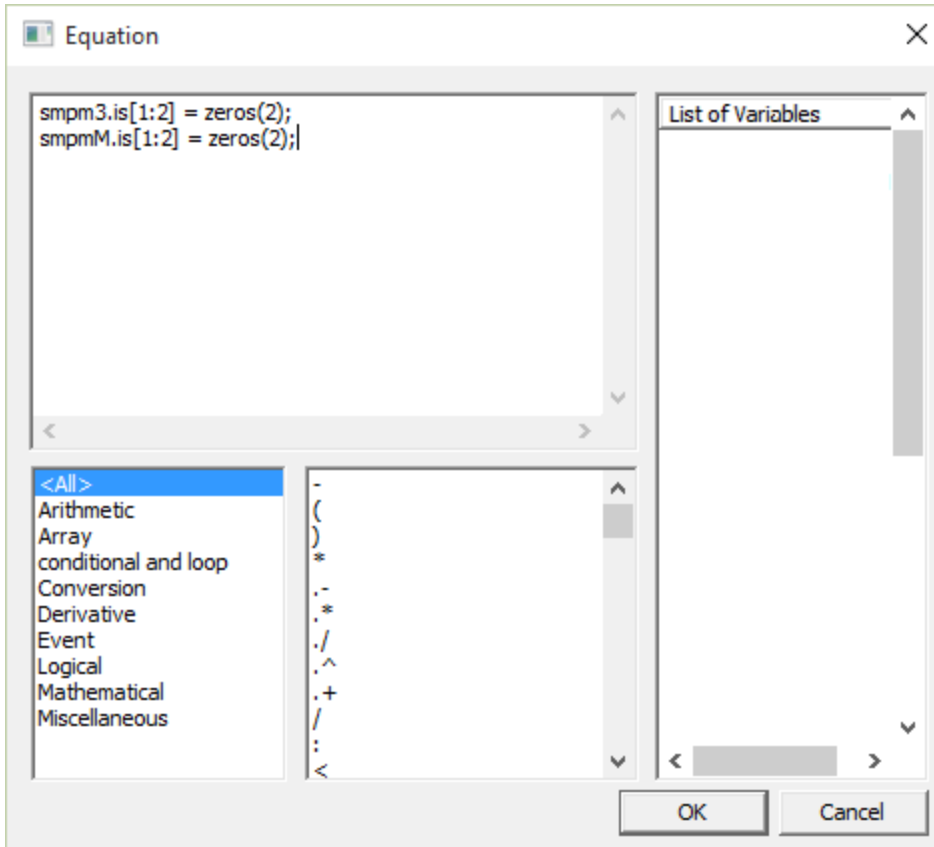 Equation
smpm3.is[1:2] = zeros(2);
smpmM.is[1:2] = zeros(2);
List of Variables
<All>
Arithmetic
Array
conditional and loop
Conversion
Derivative
Event
Logical
Mathematical
Miscellaneous
-
(
)
*
.-
.*
./
.^
.+
/
:
<
OK
Cancel